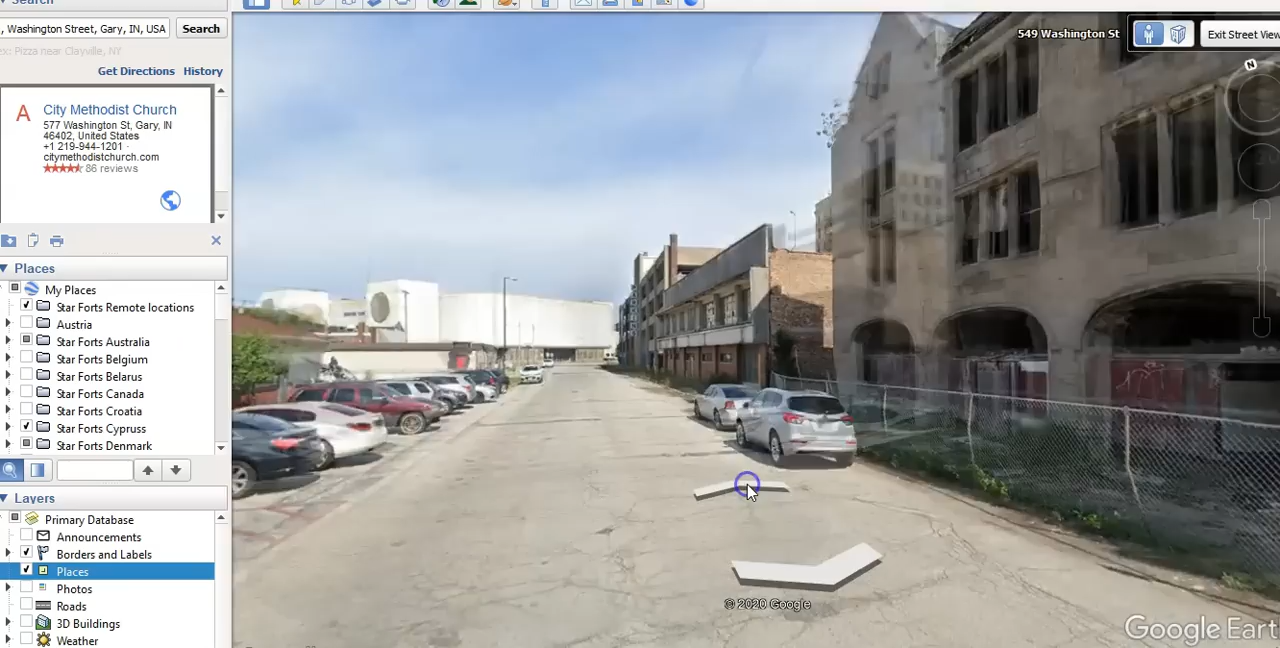 Search
, Washington Street, Gary, IN, USA
Search
ex: Pizza near Clayville, NY
Get Directions
History
A
City Methodist Church
577 Washington St, Gary, IN
46402, United States
+1 219-944-1201 ·
citymethodistchurch.com
86 reviews
Places
My Places
Star Forts Remote locations
Austria
Star Forts Australia
Star Forts Belgium
Star Forts Belarus
Star Forts Canada
Star Forts Croatia
Star Forts Cyprus
Star Forts Denmark
Layers
Primary Database
Announcements
Borders and Labels
Places
Photos
Roads
3D Buildings
Weather
549 Washington St
Exit Street View
N
© 2020 Google
Google Eart